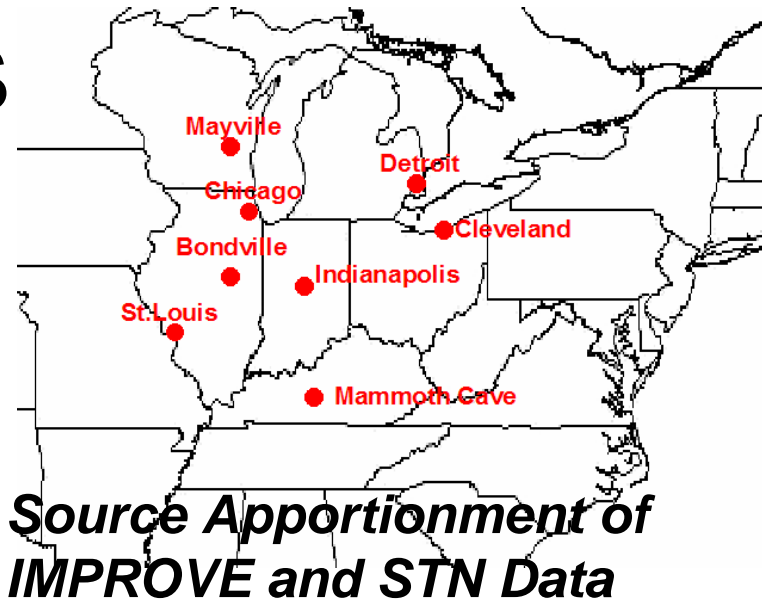 S
Mayville
Detroit
Chicago
Cleveland
Bondville
Indianapolis
St.Louis
Mammoth Cave
Source Apportionment of
IMPROVE and STN Data